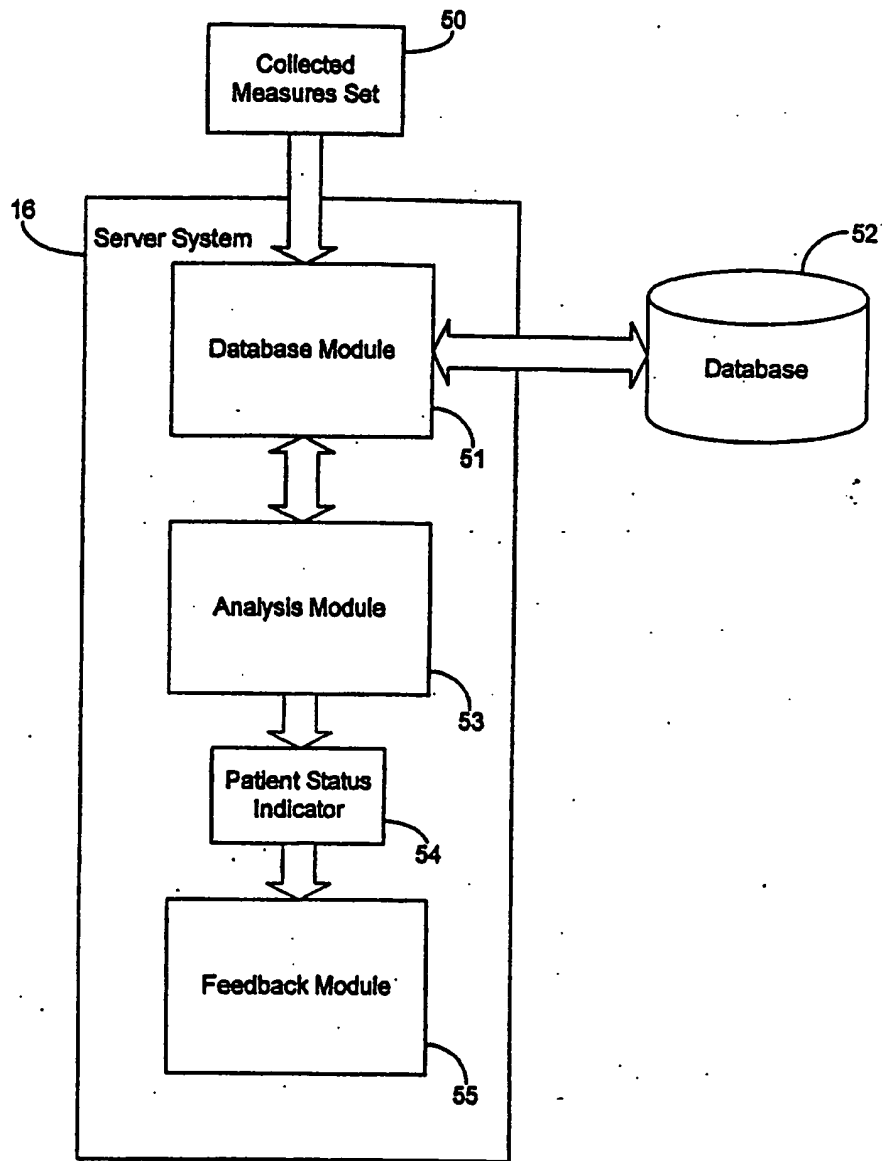 50
Collected
Measures Set
16
Server System
52
Database Module
Database
51
Analysis Module
53
Patient Status
Indicator
54
Feedback Module
55